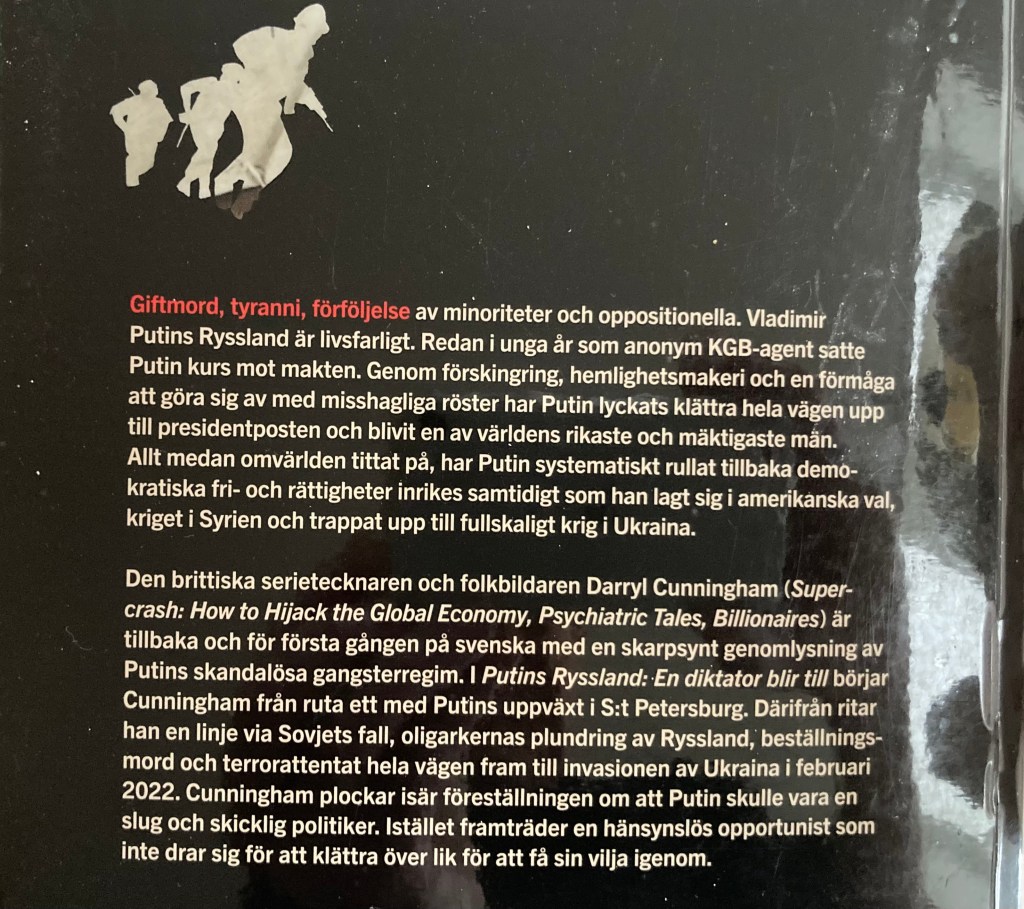 Giftmord, tyranni, förföljelse av minoriteter och oppositionella. Vladimir
Putins Ryssland är livsfarligt. Redan i unga år som anonym KGB-agent satte
Putin kurs mot makten. Genom förskingring, hemlighetsmakeri och en förmåga
att göra sig av med misshagliga röster har Putin lyckats klättra hela vägen upp
till presidentposten och blivit en av världens rikaste och mäktigaste män.
Allt medan omvärlden tittat på, har Putin systematiskt rullat tillbaka demo-
kratiska fri- och rättigheter inrikes samtidigt som han lagt sig i amerikanska val,
kriget i Syrien och trappat upp till fullskaligt krig i Ukraina.
Den brittiska serietecknaren och folkbildaren Darryl Cunningham (Super-
crash: How to Hijack the Global Economy, Psychiatric Tales, Billionaires) är
tillbaka och för första gången på svenska med en skarpsynt genomlysning av
Putins skandalösa gangsterregim. I Putins Ryssland: En diktator blir till börjar
Cunningham från ruta ett med Putins uppväxt i S:t Petersburg. Därifrån ritar
han en linje via Sovjets fall, oligarkernas plundring av Ryssland, beställnings-
mord och terrorattentat hela vägen fram till invasionen av Ukraina i februari
2022. Cunningham plockar isär föreställningen om att Putin skulle vara en
slug och skicklig politiker. Istället framträder en hänsynslös opportunist som
inte drar sig för att klättra över lik för att få sin vilja igenom.